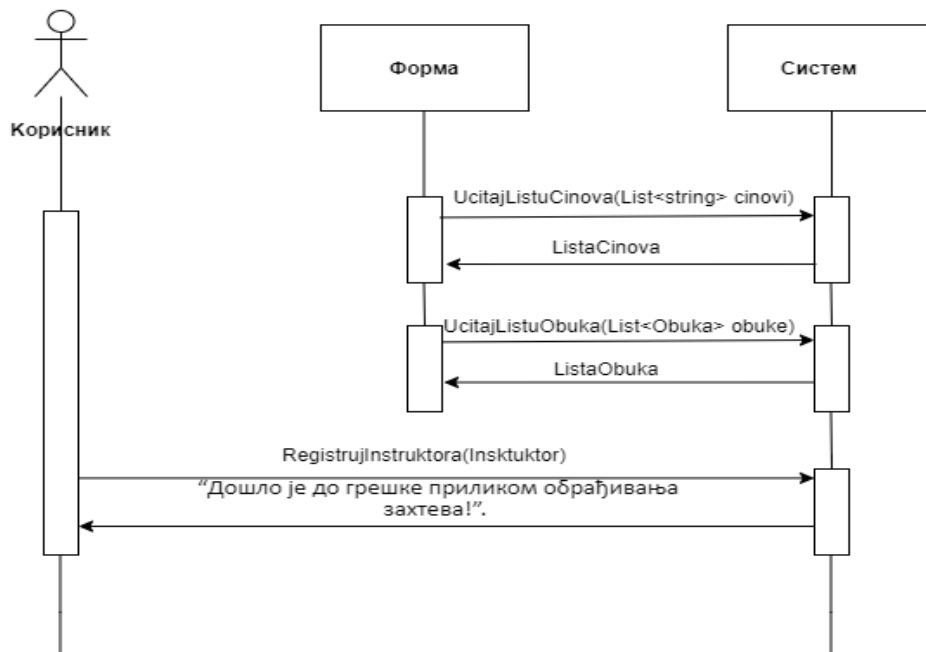 Форма
Систем
Корисник
UcitajListuCinova(List<string> cinovi)
ListaCinova
UcitajListuObuka(List<Obuka> obuke)
ListaObuka
RegistrujInstruktora(Insktuktor)
“Дошло је до грешке приликом обрађивања
захтева!”.